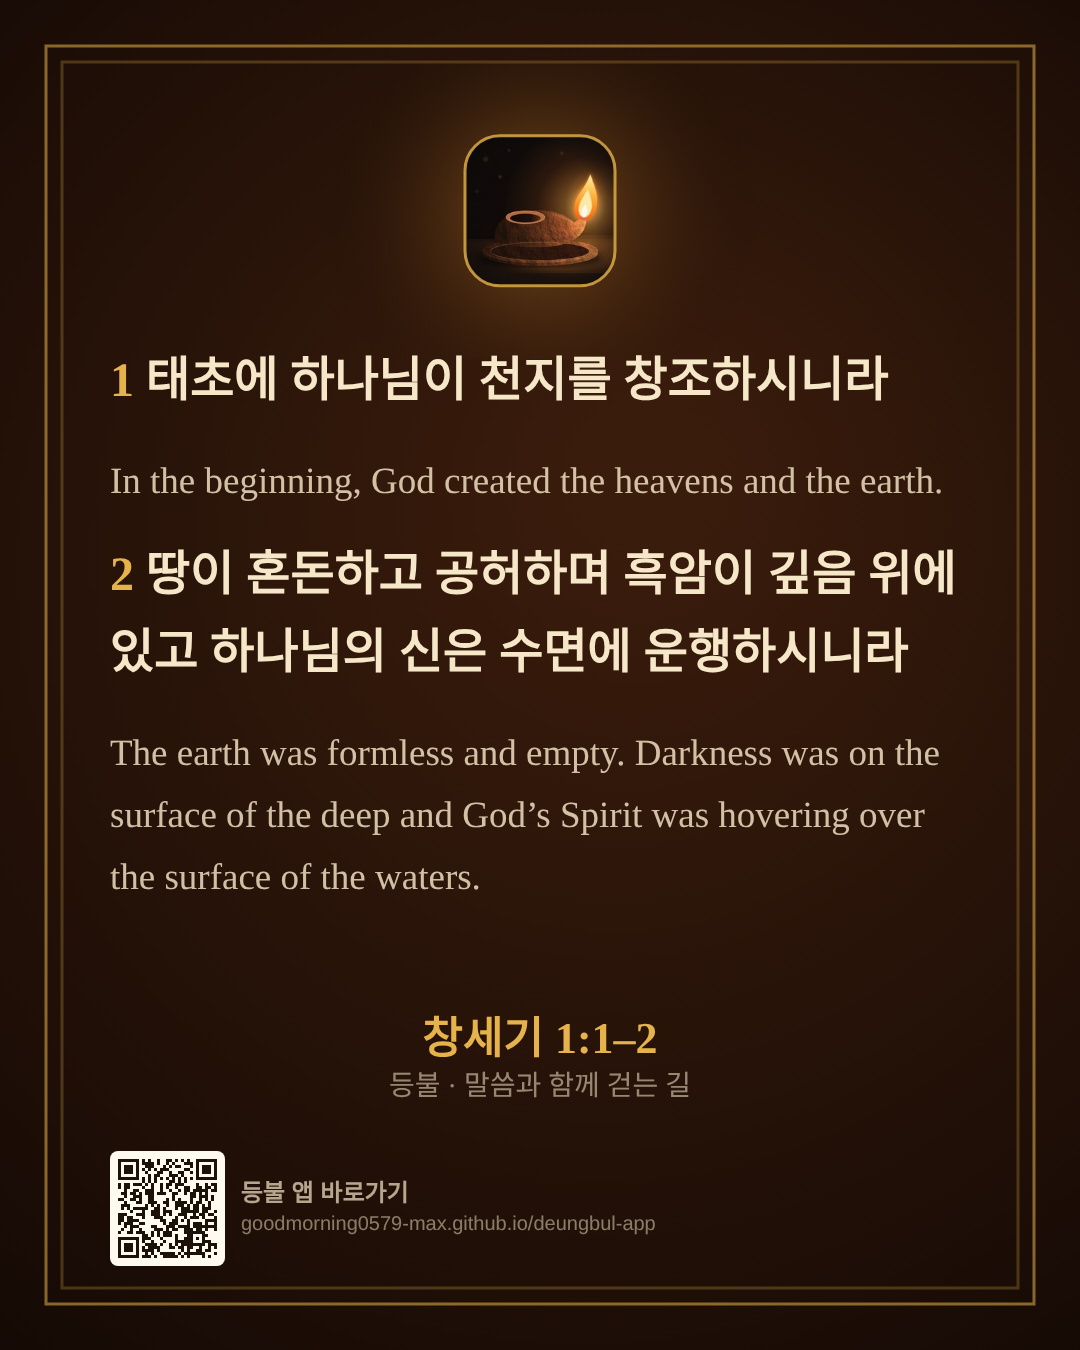 1 태초에 하나님이 천지를 창조하시니라
In the beginning, God created the heavens and the earth.
2 땅이 혼돈하고 공허하며 흑암이 깊음 위에
있고 하나님의 신은 수면에 운행하시니라
The earth was formless and empty. Darkness was on the
surface of the deep and God’s Spirit was hovering over
the surface of the waters.
창세기 1:1–2
등불 · 말씀과 함께 걷는 길
등불 앱 바로가기
goodmorning0579-max.github.io/deungbul-app